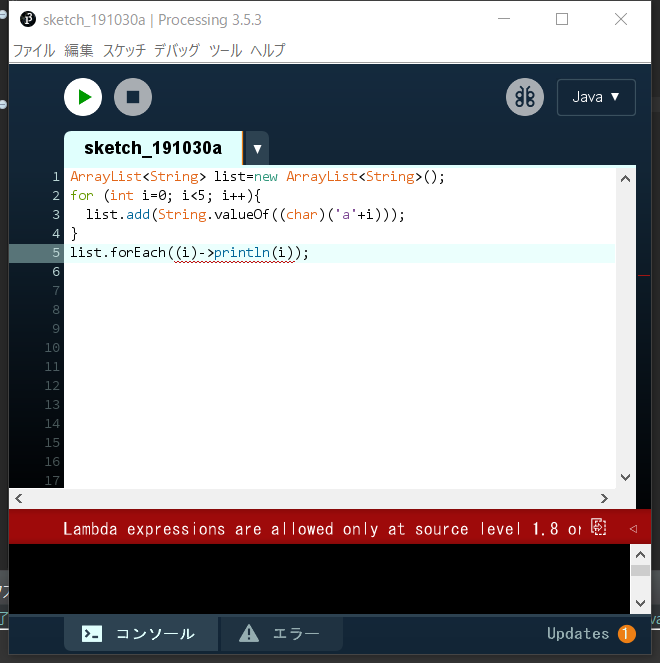 sketch_191030a | Processing 3.5.3
ファイル 編集 スケッチ デバッグ ツール ヘルプ
Java ▼
sketch_191030a ▼
1 ArrayList<String> list=new ArrayList<String>();
2 for (int i=0; i<5; i++){
3 list.add(String.valueOf((char)('a'+i)));
4 }
5 list.forEach((i)->println(i));
6
7
8
9
10
11
12
13
14
15
16
17
Lambda expressions are allowed only at source level 1.8 or
コンソール エラー Updates 1